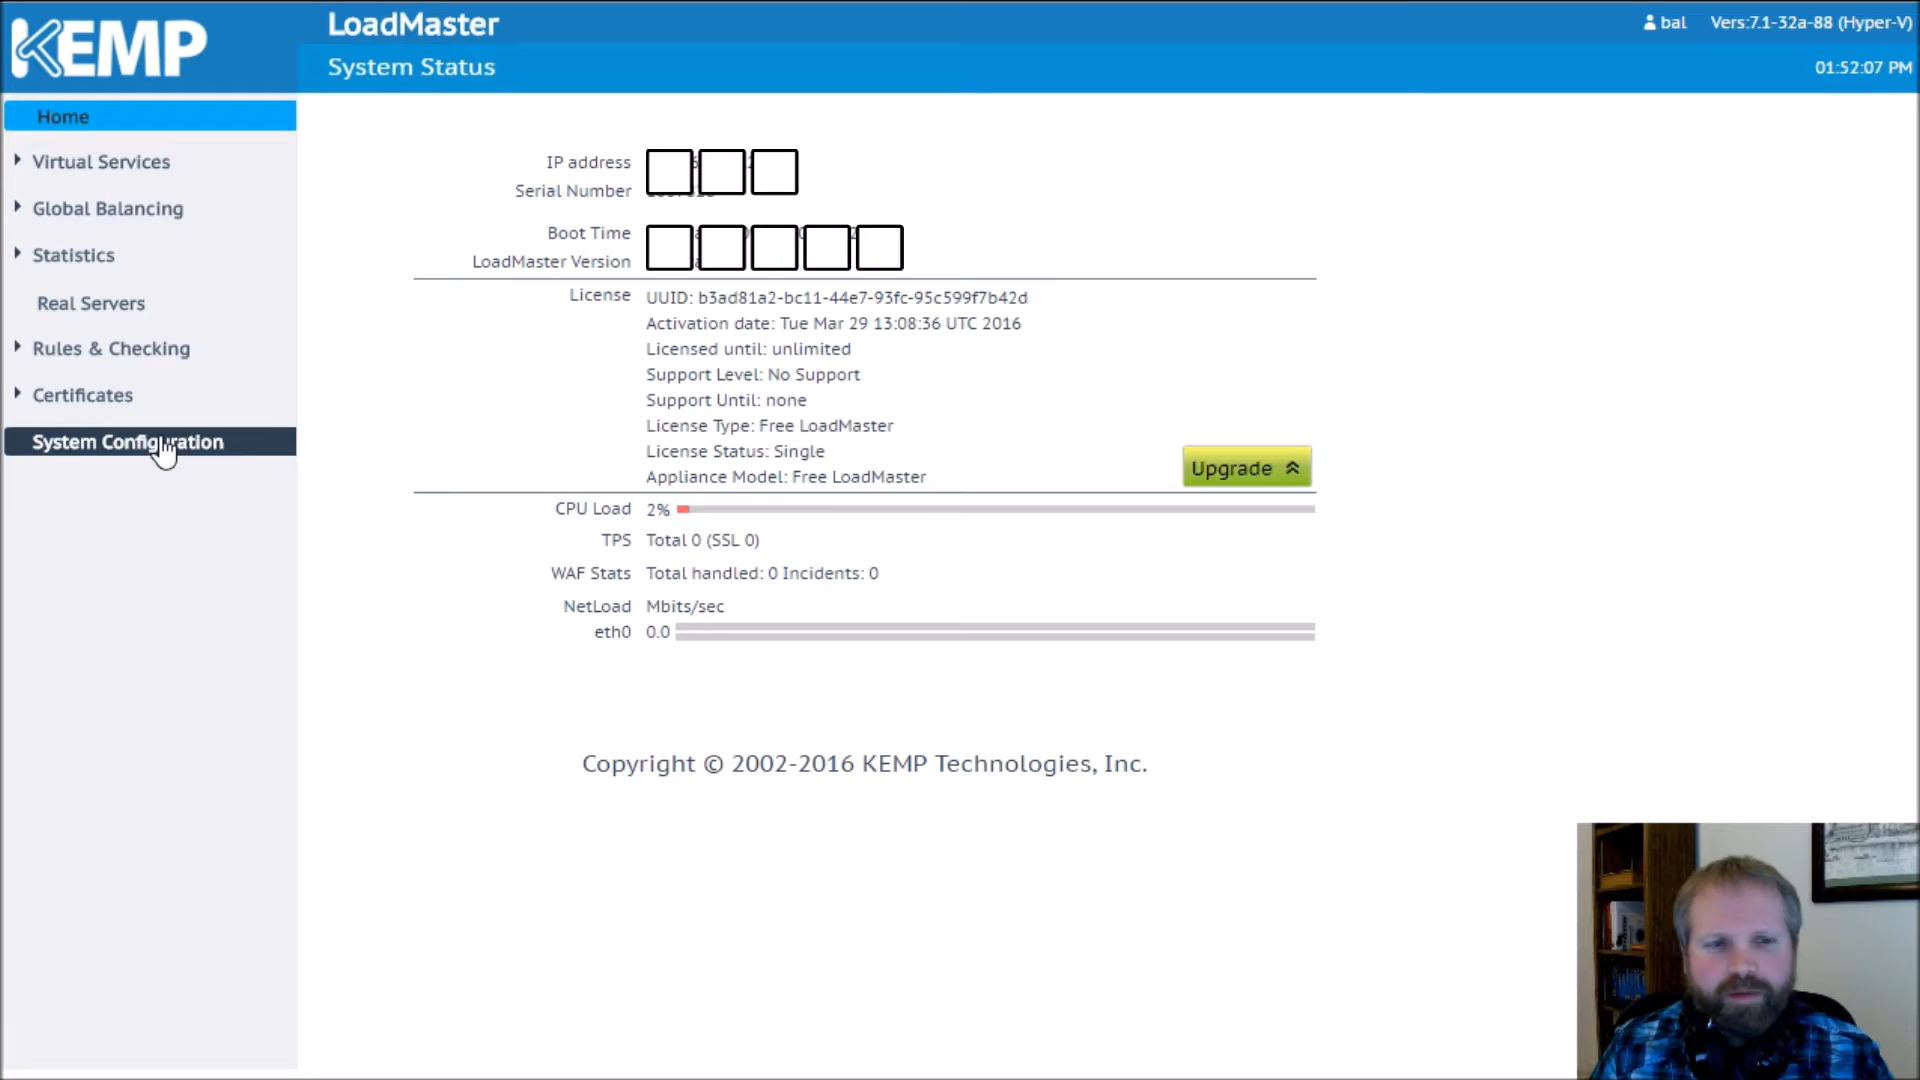 KEMP
LoadMaster
bal Vers:7.1-32a-88 (Hyper-V)
System Status
01:52:07 PM
Home
Virtual Services
Global Balancing
Statistics
Real Servers
Rules & Checking
Certificates
System Configuration
IP address
Serial Number
Boot Time
LoadMaster Version
License UUID: b3ad81a2-bc11-44e7-93fc-95c599f7b42d
Activation date: Tue Mar 29 13:08:36 UTC 2016
Licensed until: unlimited
Support Level: No Support
Support Until: none
License Type: Free LoadMaster
License Status: Single
Appliance Model: Free LoadMaster
Upgrade
CPU Load 2%
TPS Total 0 (SSL 0)
WAF Stats Total handled: 0 Incidents: 0
NetLoad Mbits/sec
eth0 0.0
Copyright © 2002-2016 KEMP Technologies, Inc.